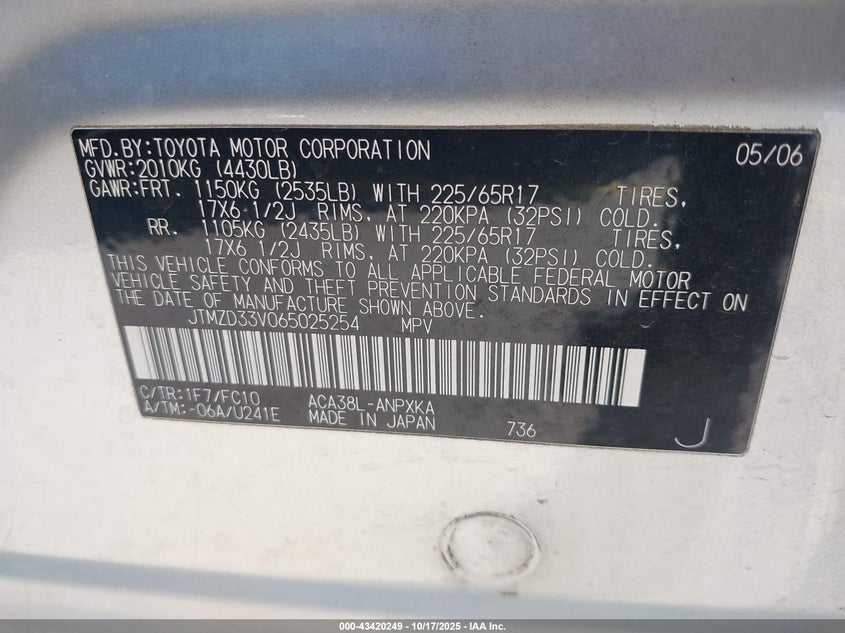 MFD.BY:TOYOTA MOTOR CORPORATION 05/06
GVWR:2010KG (4430LB)
GAWR:FRT. 1150KG (2535LB) WITH 225/65R17 TIRES,
17X6 1/2J RIMS, AT 220KPA (32PSI) COLD.
RR. 1105KG (2435LB) WITH 225/65R17 TIRES,
17X6 1/2J RIMS, AT 220KPA (32PSI) COLD.
THIS VEHICLE CONFORMS TO ALL APPLICABLE FEDERAL MOTOR
VEHICLE SAFETY AND THEFT PREVENTION STANDARDS IN EFFECT ON
THE DATE OF MANUFACTURE SHOWN ABOVE.
JTMZD33V065025254 MPV
C/TR:1F7/FC10 ACA38L-ANPXKA
A/TM:-06A/U241E MADE IN JAPAN 736 J
000-43420249 - 10/17/2025 - IAA Inc.